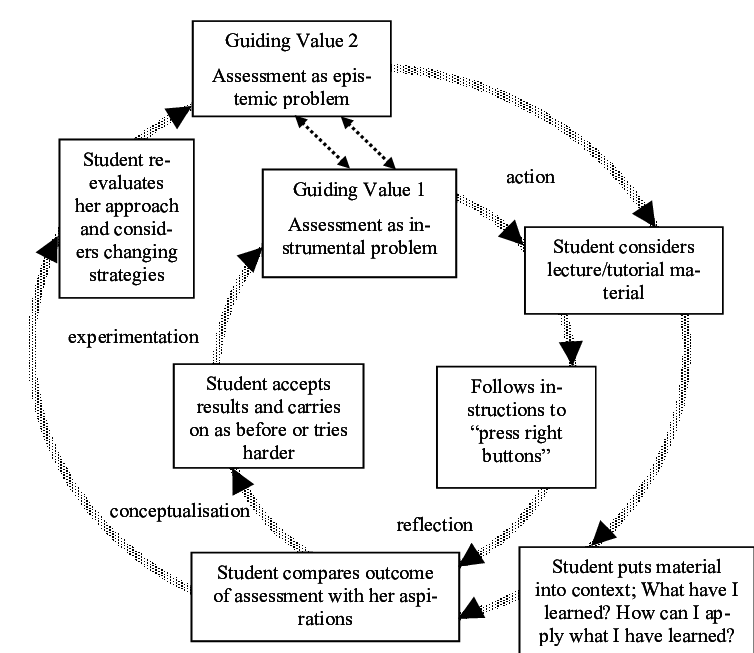 Guiding Value 2
Assessment as epis-
temic problem
Student re-
evaluates
her approach
and consid-
ers changing
strategies
Guiding Value 1
Assessment as in-
strumental problem
action
Student considers
lecture/tutorial ma-
terial
experimentation
Student accepts
results and carries
on as before or tries
harder
Follows in-
structions to
“press right
buttons”
conceptualisation
reflection
Student compares outcome
of assessment with her aspi-
rations
Student puts material
into context; What have I
learned? How can I ap-
ply what I have learned?